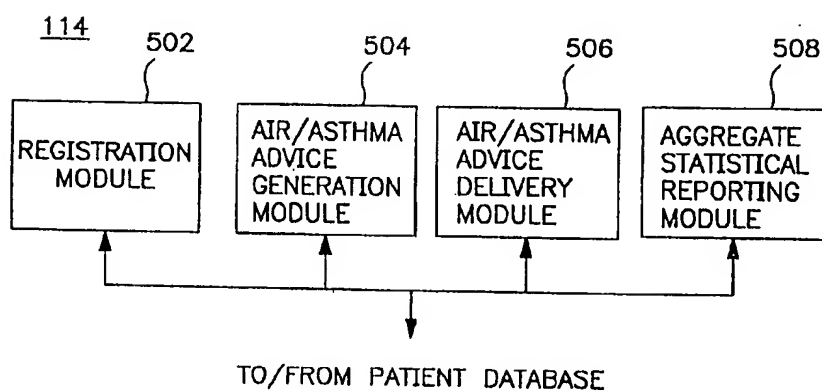 114
502
504
506
508
REGISTRATION
MODULE
AIR/ASTHMA
ADVICE
GENERATION
MODULE
AIR/ASTHMA
ADVICE
DELIVERY
MODULE
AGGREGATE
STATISTICAL
REPORTING
MODULE
TO/FROM PATIENT DATABASE